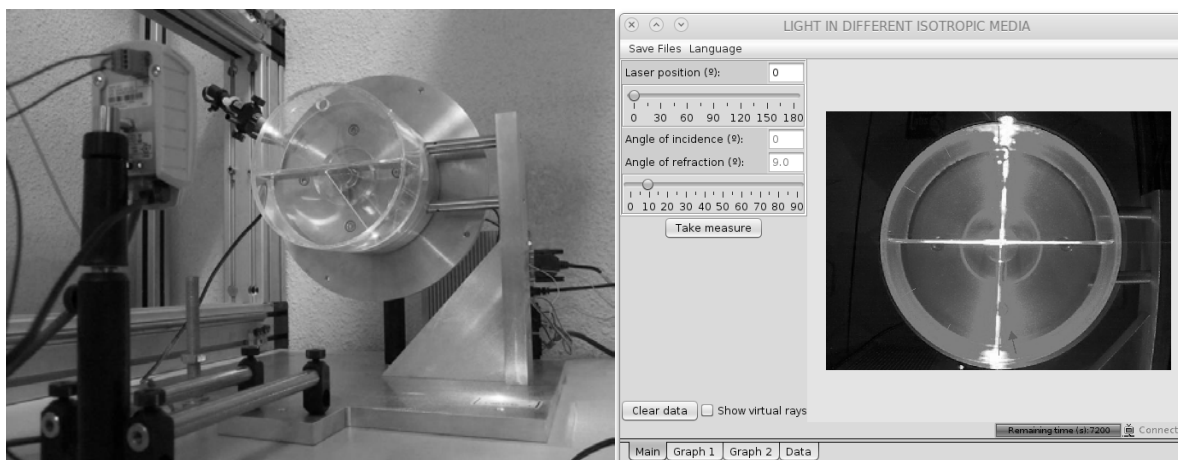 LIGHT IN DIFFERENT ISOTROPIC MEDIA
Save Files Language
Laser position (º): 0
0 30 60 90 120 150 180
Angle of incidence (º): 0
Angle of refraction (º): 9.0
0 10 20 30 40 50 60 70 80 90
Take measure
Clear data Show virtual rays
Remaining time (s):7200 Connect
Main Graph 1 Graph 2 Data